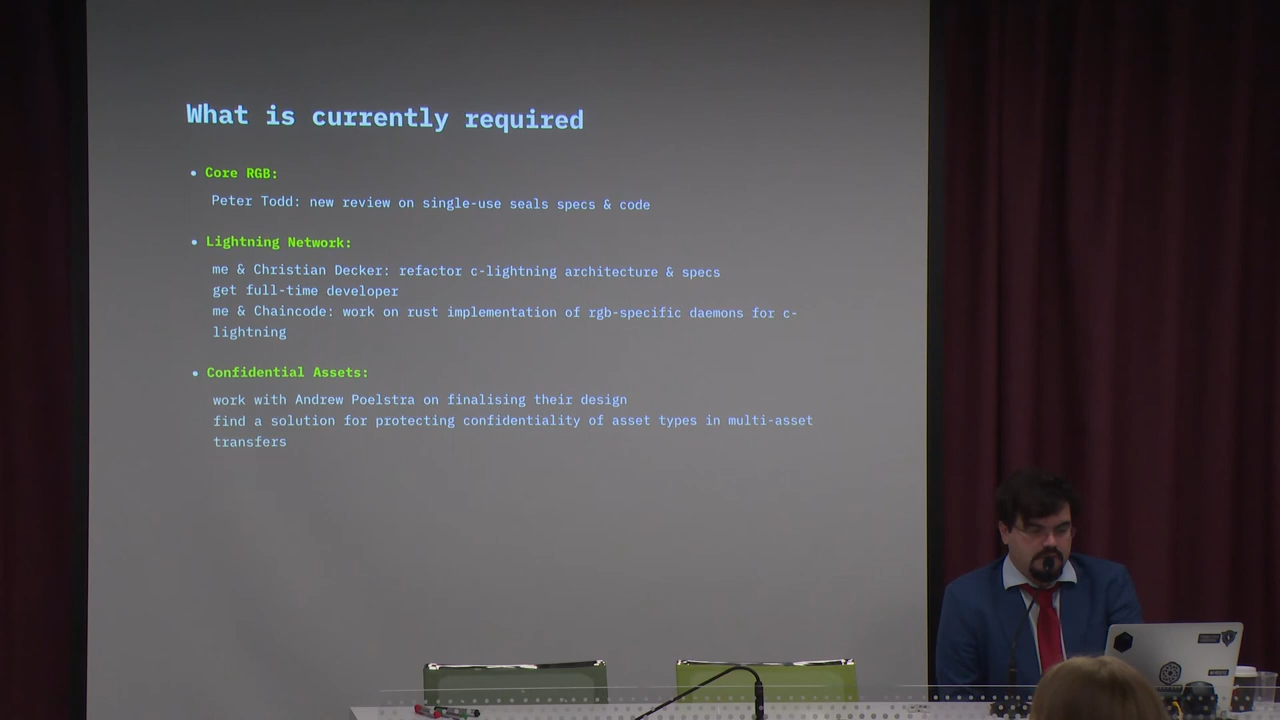 What is currently required
• Core RGB:
Peter Todd: new review on single-use seals specs & code
• Lightning Network:
me & Christian Decker: refactor c-lightning architecture & specs
get full-time developer
me & Chaincode: work on rust implementation of rgb-specific daemons for c-
lightning
• Confidential Assets:
work with Andrew Poelstra on finalising their design
find a solution for protecting confidentiality of asset types in multi-asset
transfers